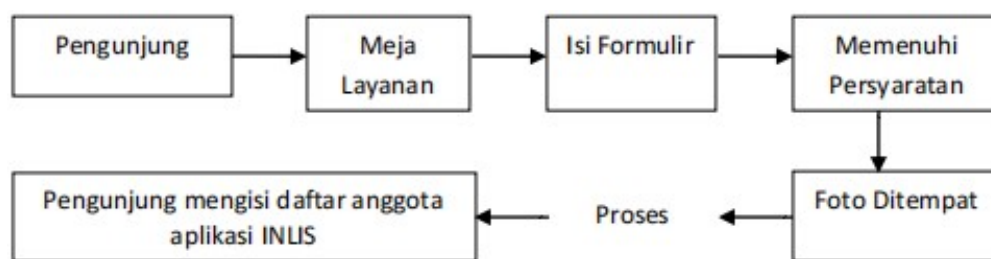 Pengunjung
Meja
Layanan
Isi Formulir
Memenuhi
Persyaratan
Foto Ditempat
Proses
Pengunjung mengisi daftar anggota
aplikasi INLIS